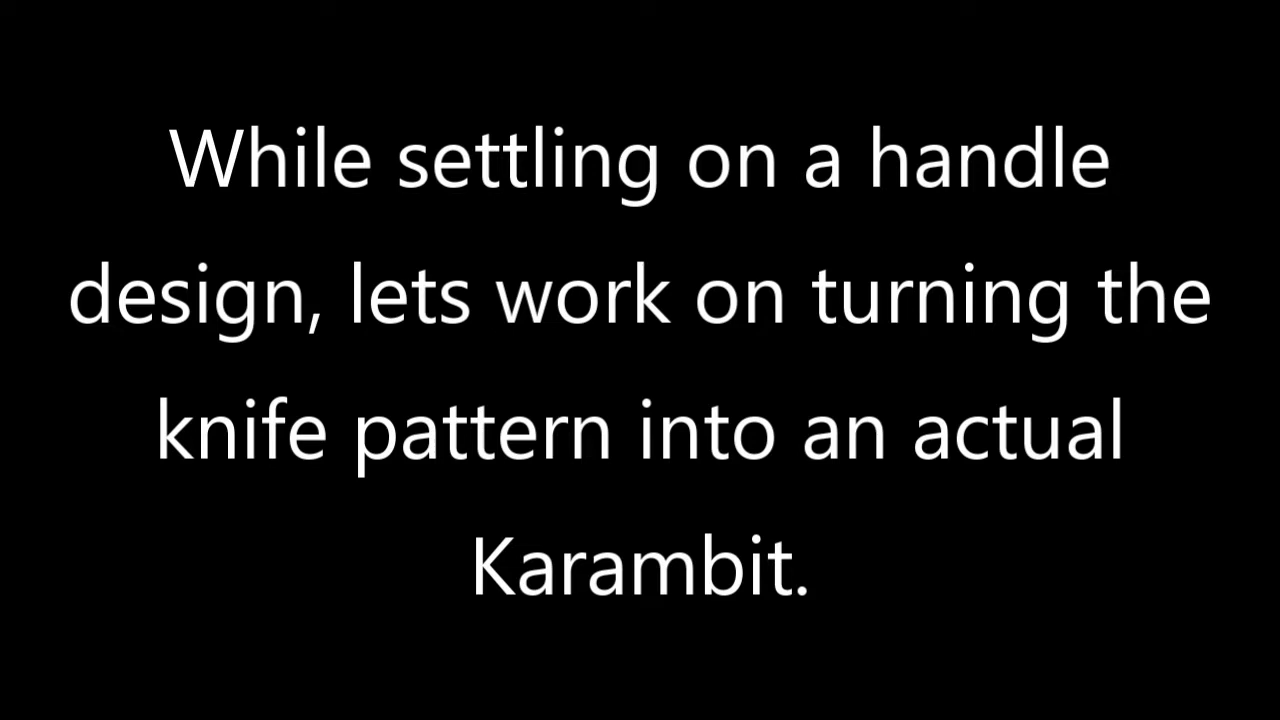 While settling on a handle
design, lets work on turning the
knife pattern into an actual
Karambit.